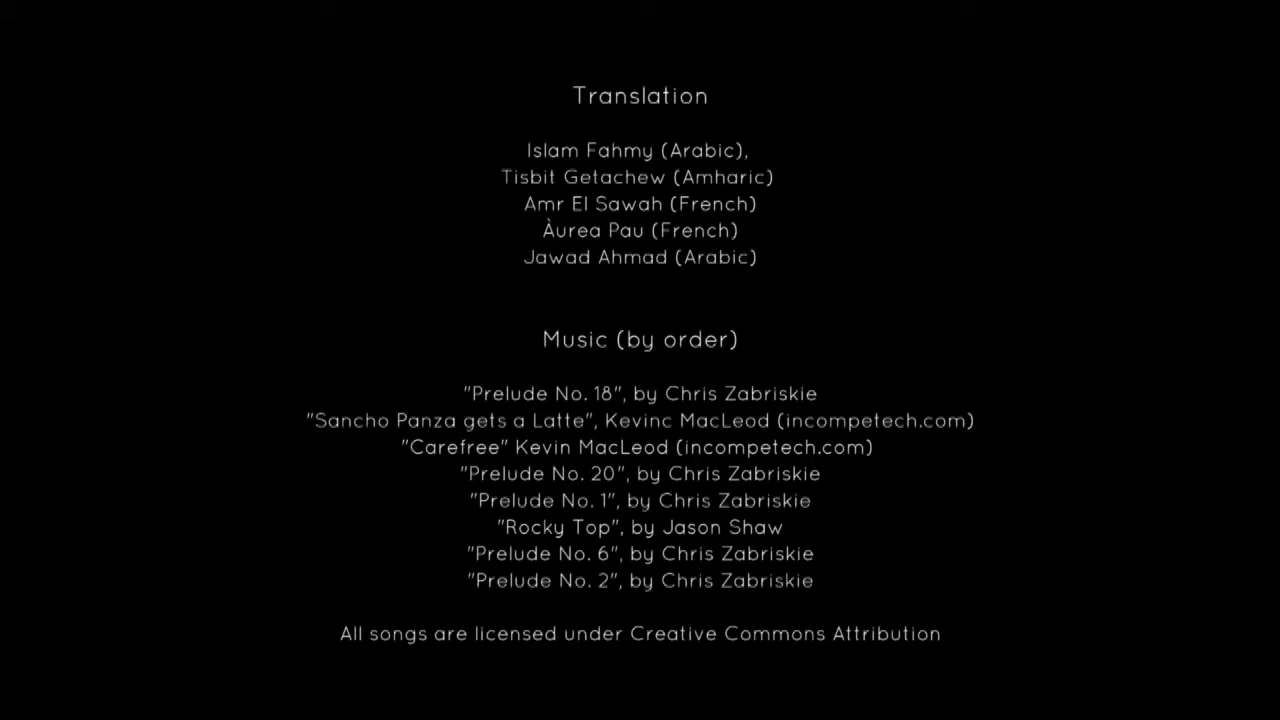 Translation
Islam Fahmy (Arabic),
Tisbit Getachew (Amharic)
Amr El Sawah (French)
Àurea Pau (French)
Jawad Ahmad (Arabic)
Music (by order)
"Prelude No. 18", by Chris Zabriskie
"Sancho Panza gets a Latte", Kevinc MacLeod (incompetech.com)
"Carefree" Kevin MacLeod (incompetech.com)
"Prelude No. 20", by Chris Zabriskie
"Prelude No. 1", by Chris Zabriskie
"Rocky Top", by Jason Shaw
"Prelude No. 6", by Chris Zabriskie
"Prelude No. 2", by Chris Zabriskie
All songs are licensed under Creative Commons Attribution